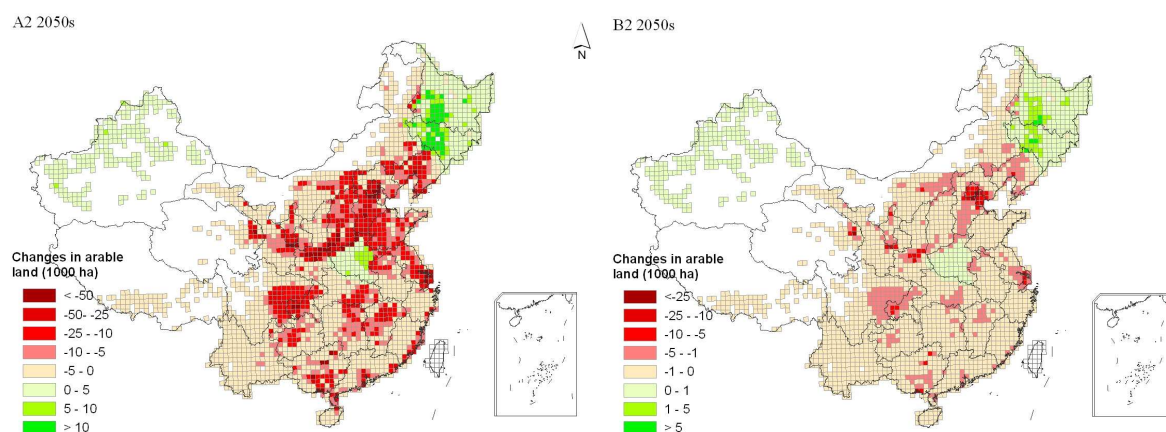 A2 2050s
N
Changes in arable
land (1000 ha)
< -50
-50 - -25
-25 - -10
-10 - -5
-5 - 0
0 - 5
5 - 10
> 10
B2 2050s
Changes in arable
land (1000 ha)
<-25
-25 - -10
-10 - -5
-5 - -1
-1 - 0
0 - 1
1 - 5
> 5